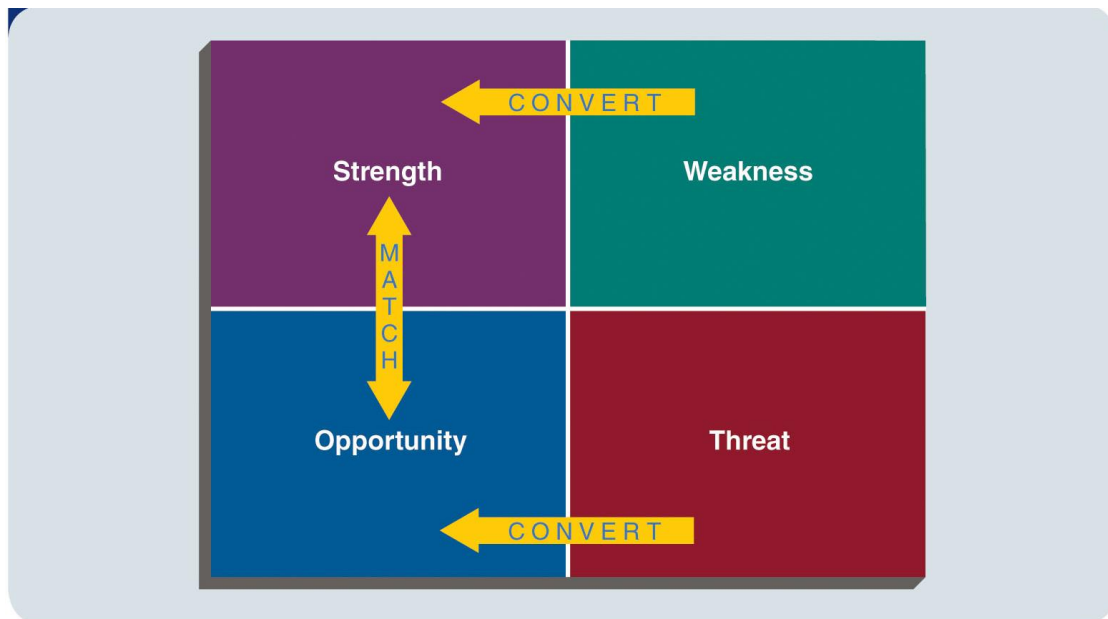 CONVERT
Strength
Weakness
MATCH
Opportunity
Threat
CONVERT